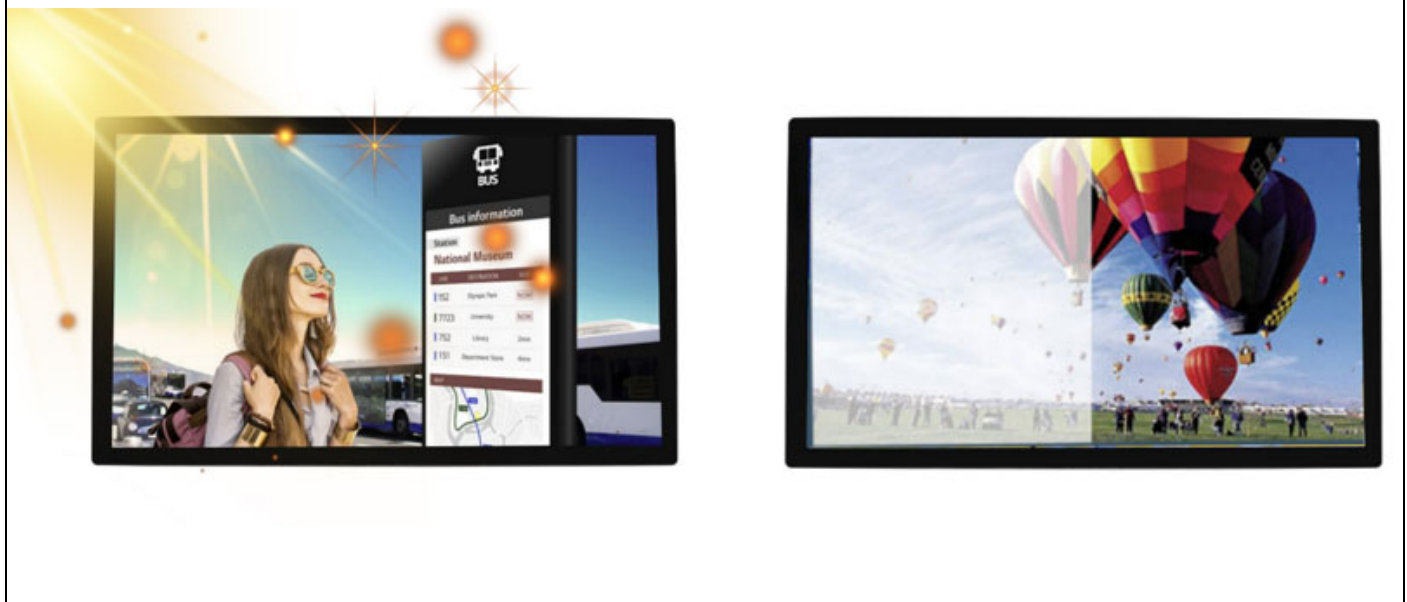 BUS
Bus information
Station
National Museum
DESTINATION
152 Olympic Park NOW
7723 University NOW
752 Library 2min
151 Department Store 4min